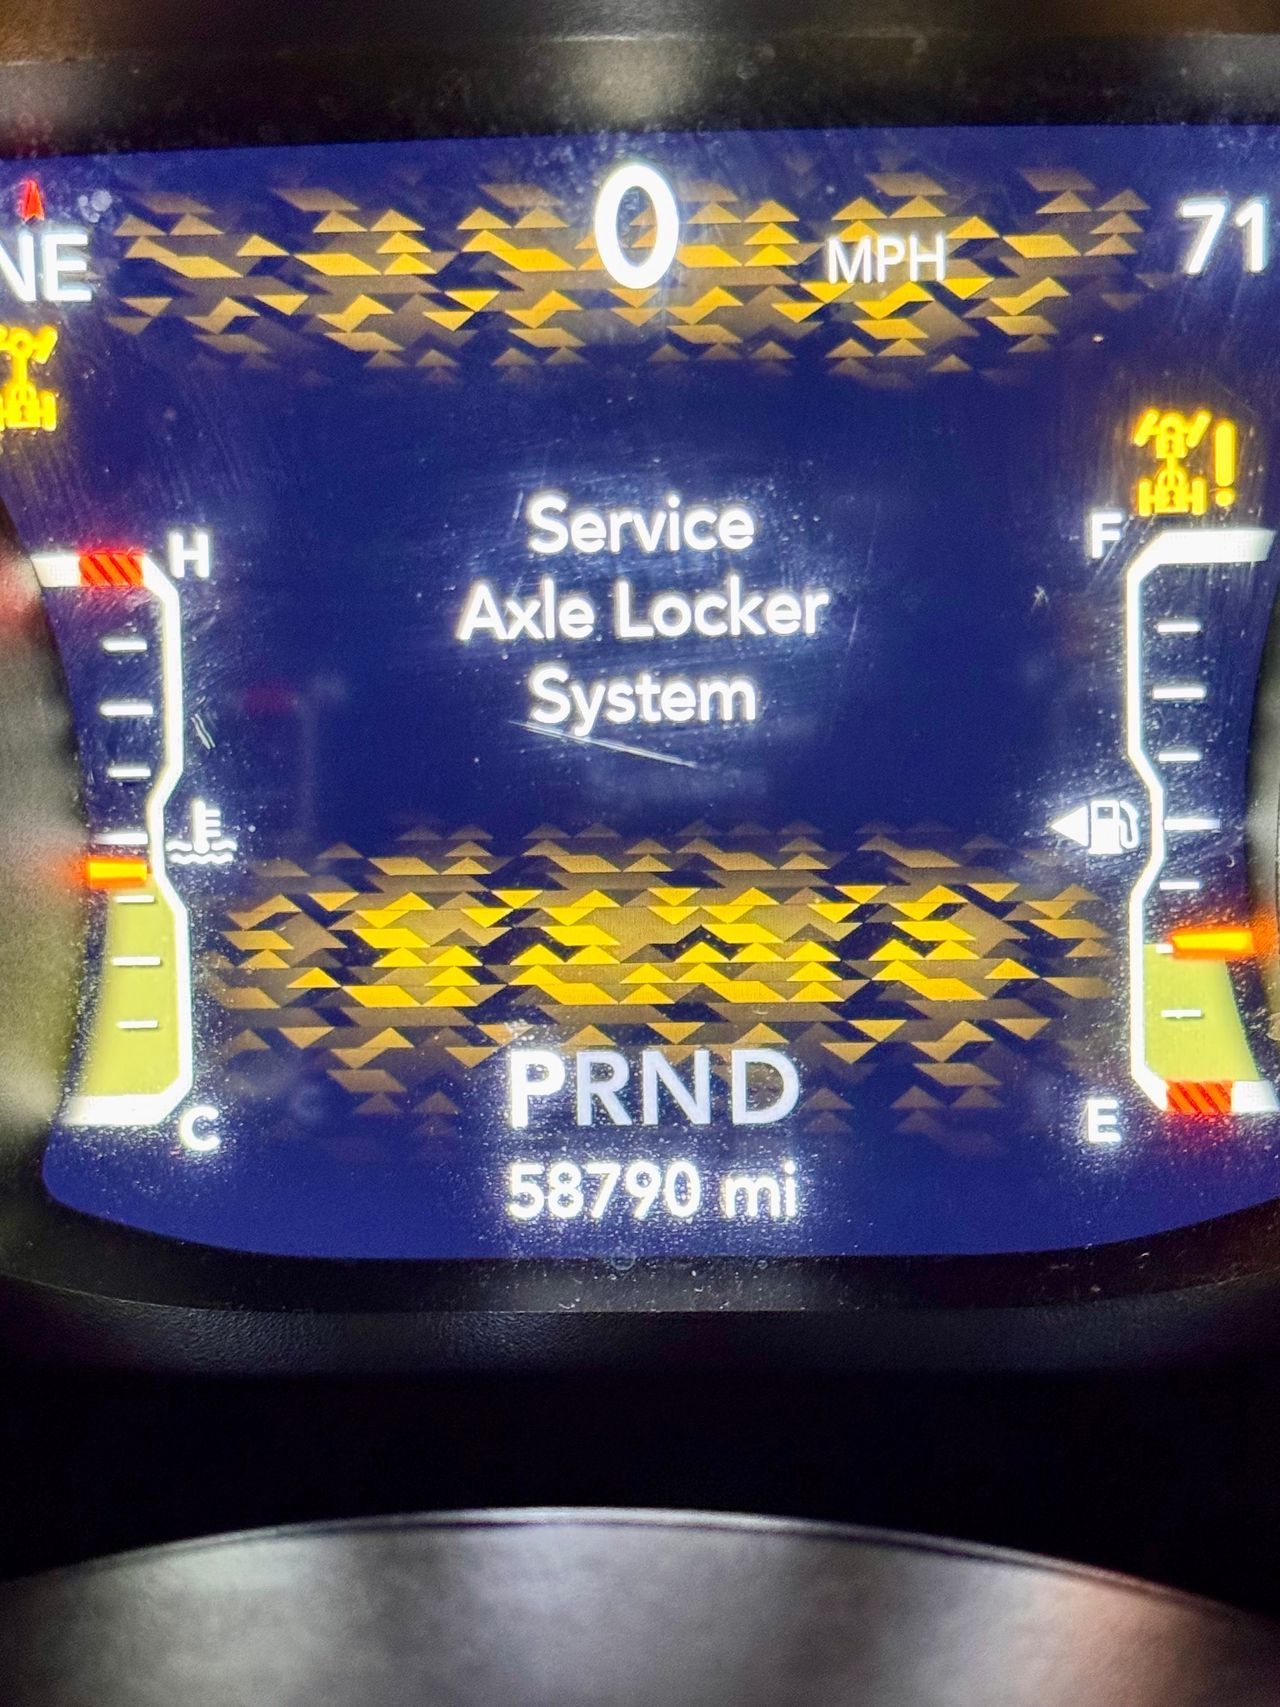 0 MPH 71
NE
Service
Axle Locker
System
H
F
C
E
PRND
58790 mi